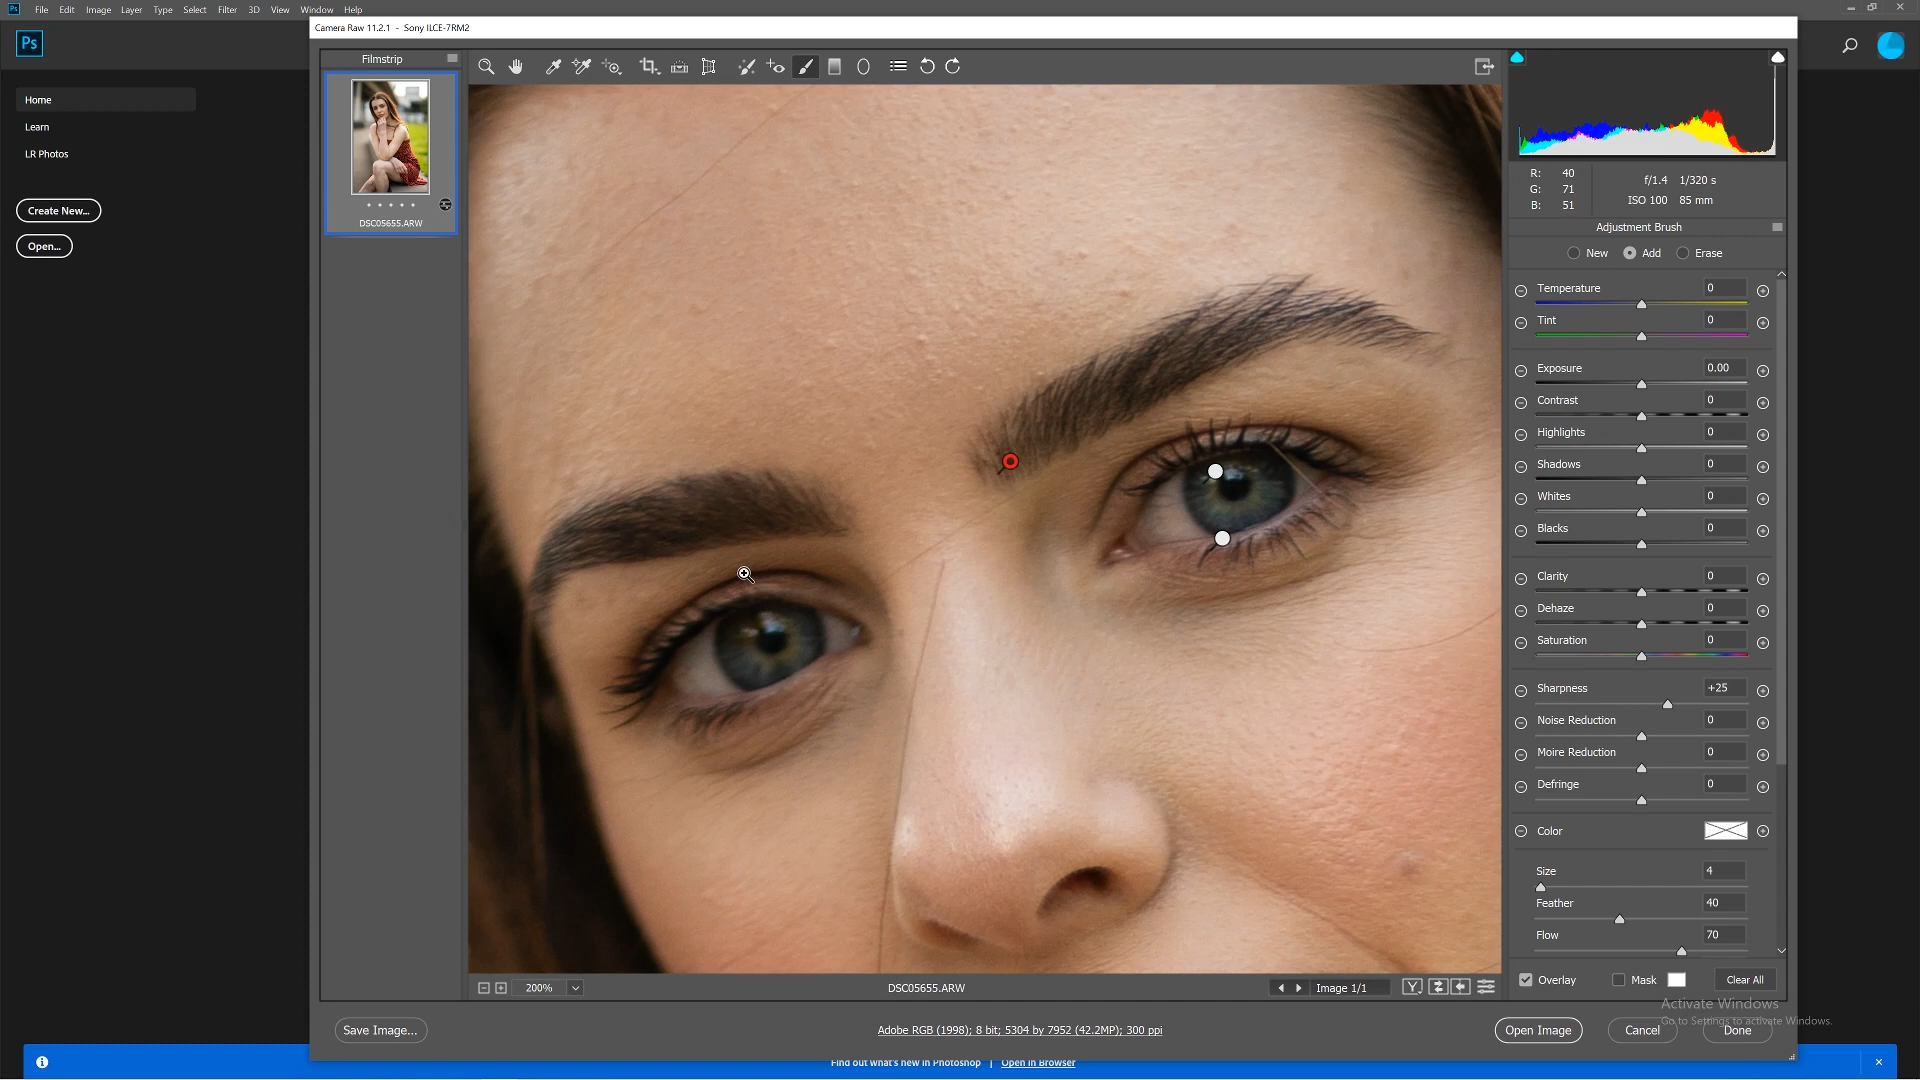 Ps File Edit Image Layer Type Select Filter 3D View Window Help
Camera Raw 11.2.1 - Sony ILCE-7RM2
Ps
Home
Learn
LR Photos
Create New...
Open...
Filmstrip
DSC05655.ARW
R: 40
G: 71
B: 51
f/1.4 1/320 s
ISO 100 85 mm
Adjustment Brush
New Add Erase
Temperature 0
Tint 0
Exposure 0.00
Contrast 0
Highlights 0
Shadows 0
Whites 0
Blacks 0
Clarity 0
Dehaze 0
Saturation 0
Sharpness +25
Noise Reduction 0
Moire Reduction 0
Defringe 0
Color
Size 4
Feather 40
Flow 70
Overlay Mask Clear All
200% DSC05655.ARW Image 1/1 Y
Activate Windows
Go to Settings to activate Windows.
Save Image... Adobe RGB (1998); 8 bit; 5304 by 7952 (42.2MP); 300 ppi Open Image Cancel Done
Find out what's new in Photoshop | Open in Browser